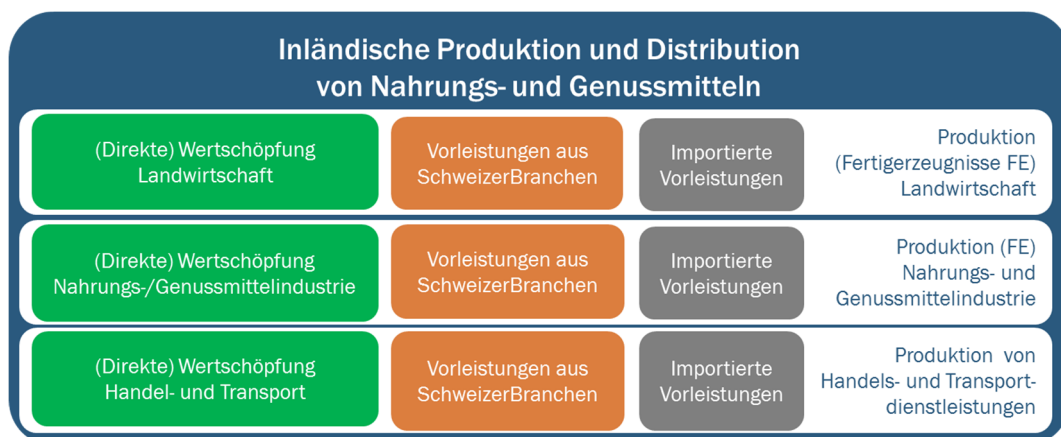 Inländische Produktion und Distribution
von Nahrungs- und Genussmitteln
(Direkte) Wertschöpfung
Landwirtschaft
Vorleistungen aus
SchweizerBranchen
Importierte
Vorleistungen
Produktion
(Fertigerzeugnisse FE)
Landwirtschaft
(Direkte) Wertschöpfung
Nahrungs-/Genussmittelindustrie
Vorleistungen aus
SchweizerBranchen
Importierte
Vorleistungen
Produktion (FE)
Nahrungs- und
Genussmittelindustrie
(Direkte) Wertschöpfung
Handel- und Transport
Vorleistungen aus
SchweizerBranchen
Importierte
Vorleistungen
Produktion von
Handels- und Transport-
dienstleistungen